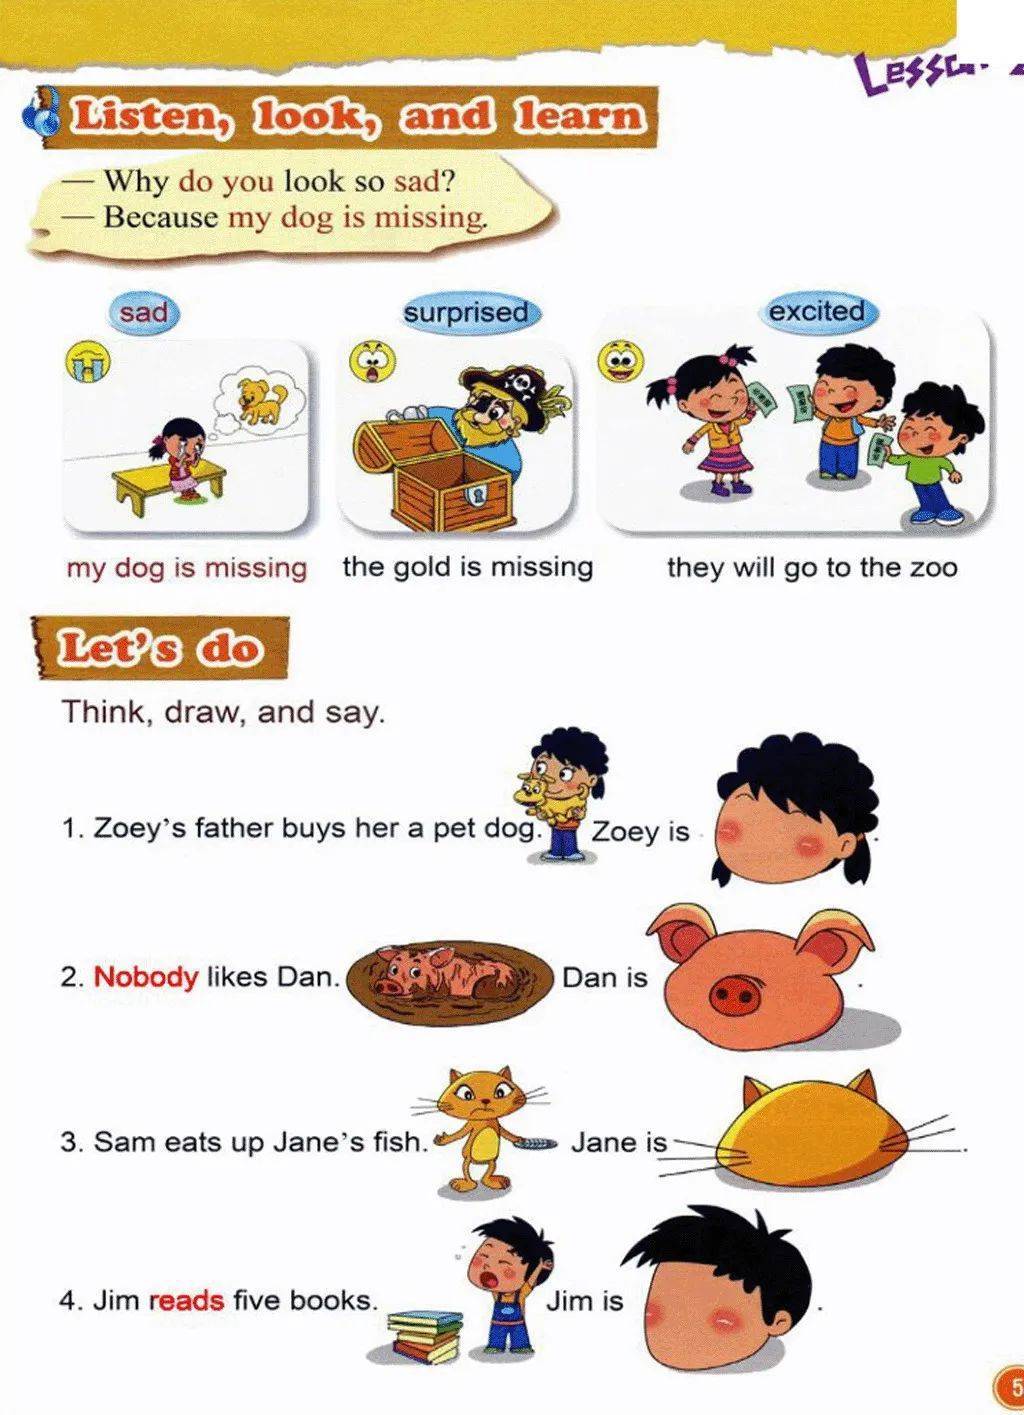 Listen, look, and learn
— Why do you look so sad?
— Because my dog is missing.
sad
surprised
excited
my dog is missing
the gold is missing
they will go to the zoo
Let's do
Think, draw, and say.
1. Zoey's father buys her a pet dog. Zoey is .
2. Nobody likes Dan. Dan is .
3. Sam eats up Jane's fish. Jane is .
4. Jim reads five books. Jim is .
5